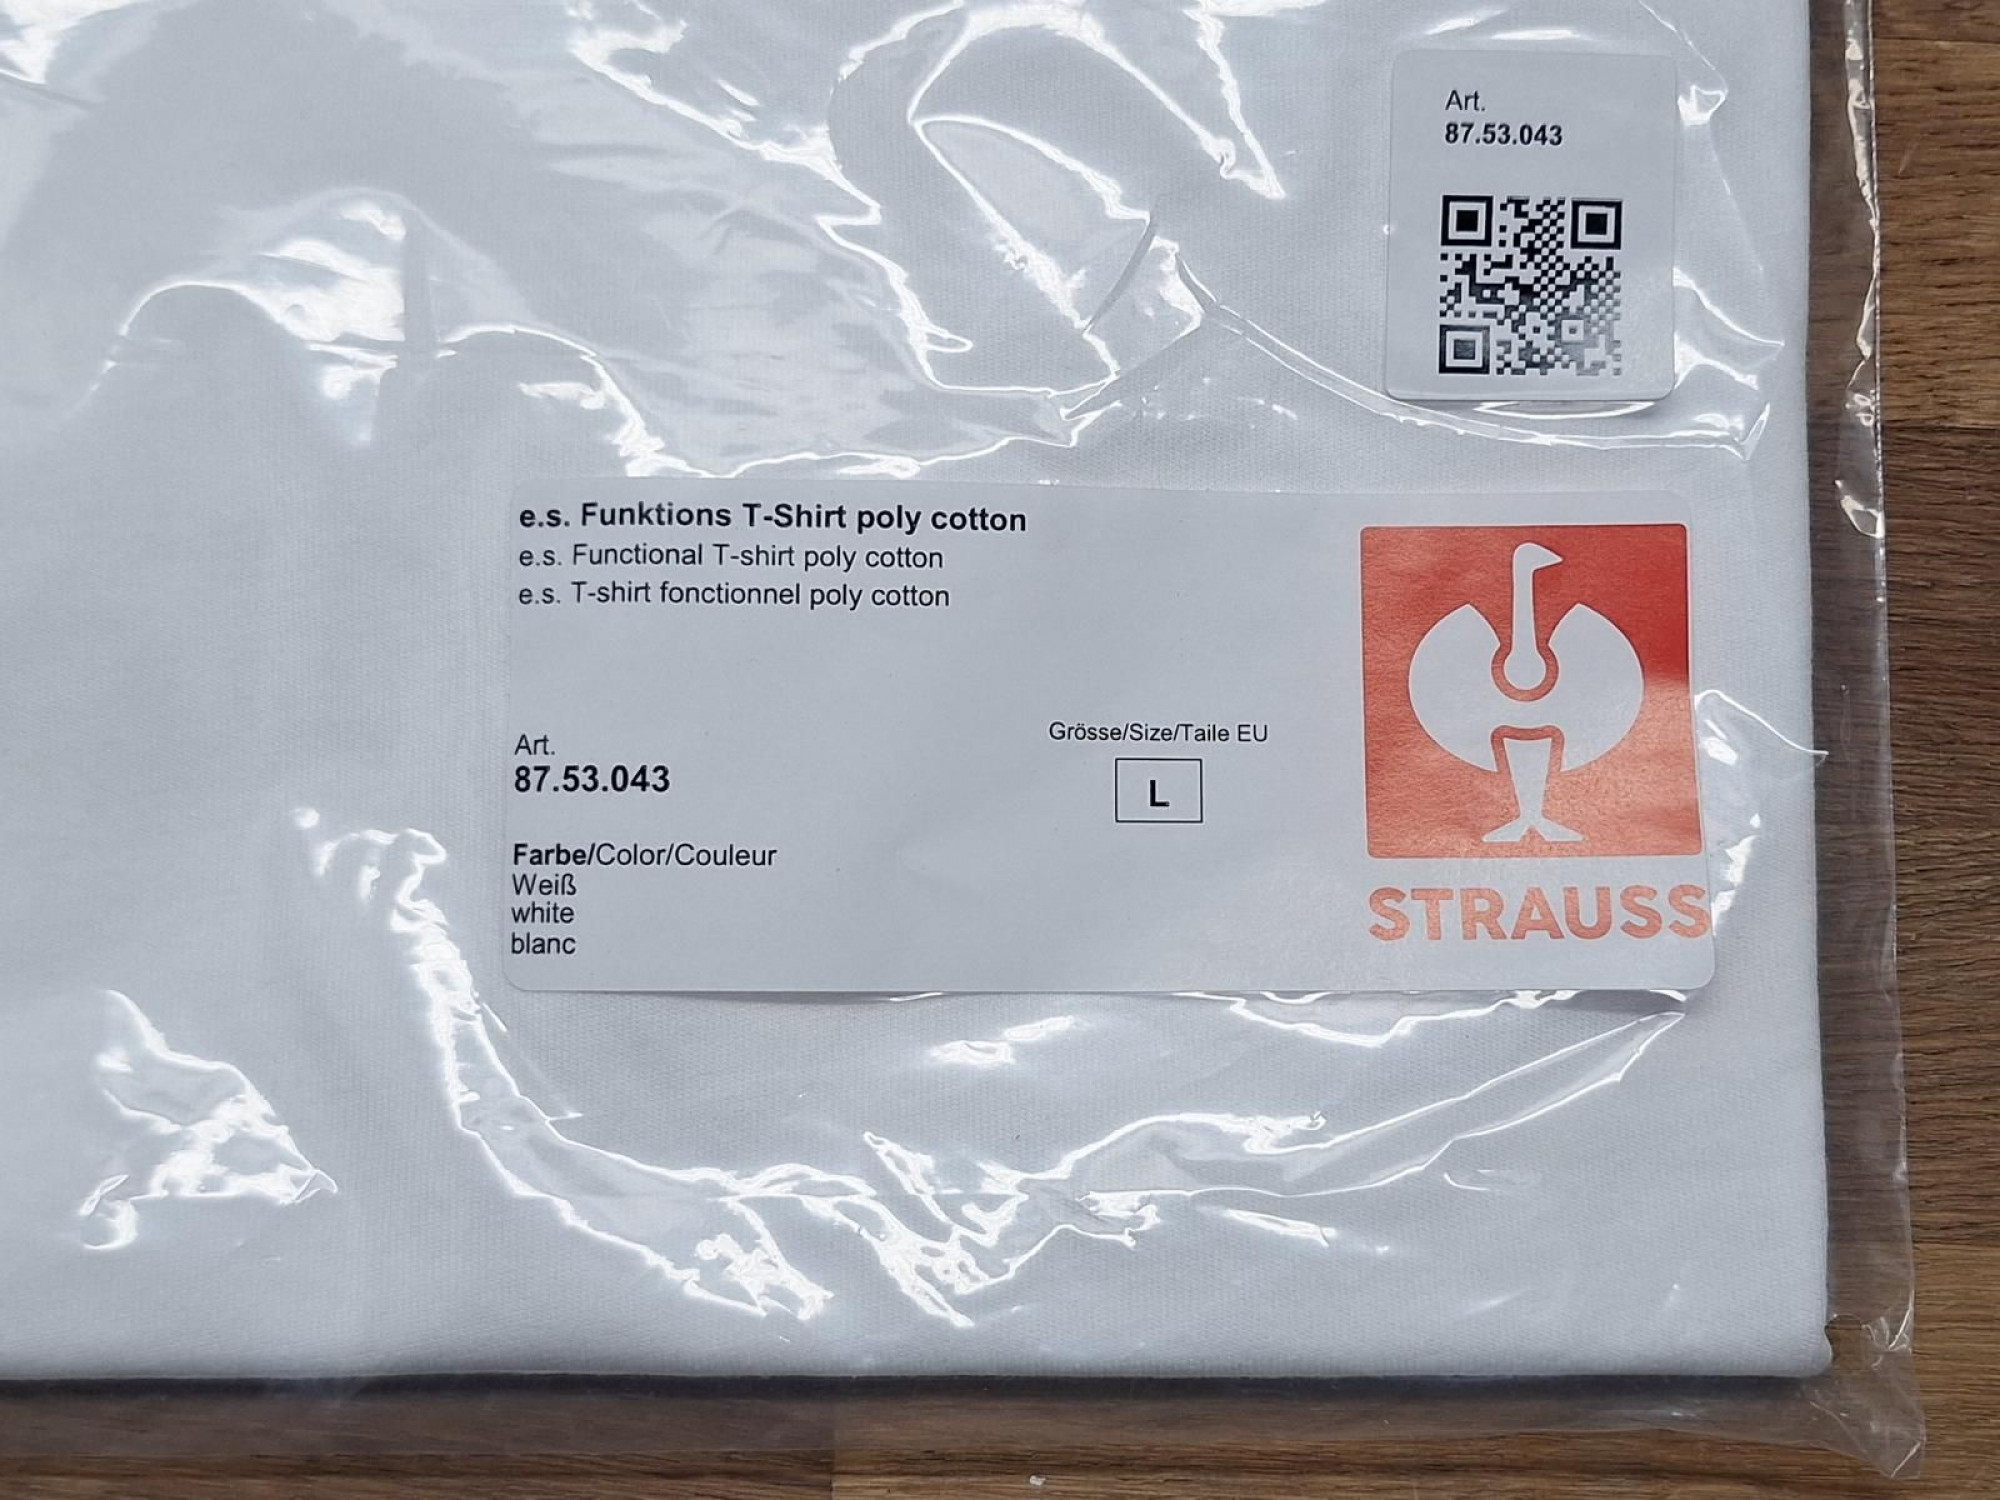 Art.
87.53.043
e.s. Funktions T-Shirt poly cotton
e.s. Functional T-shirt poly cotton
e.s. T-shirt fonctionnel poly cotton
Art.
87.53.043
Grösse/Size/Taile EU
L
Farbe/Color/Couleur
Weiß
white
blanc
STRAUSS